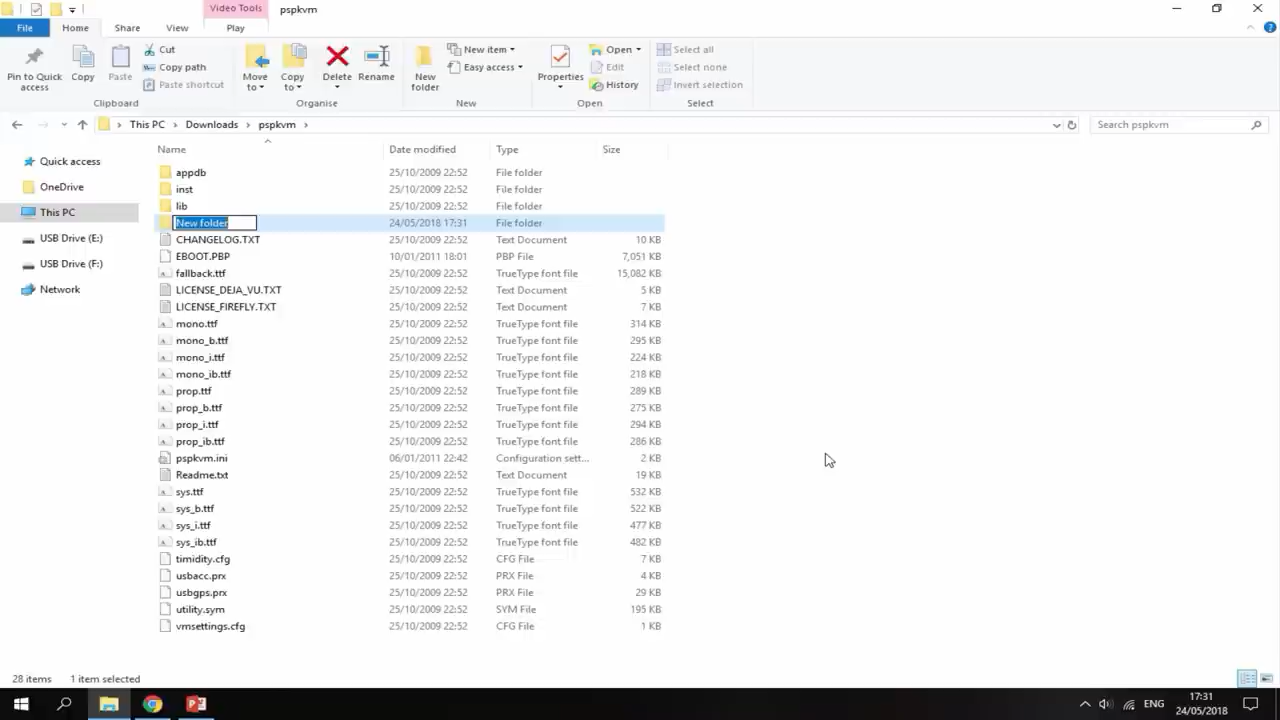 Video Tools
pspkvm
File
Home
Share
View
Play
Pin to Quick access
Copy
Paste
Cut
Copy path
Paste shortcut
Clipboard
Move to
Copy to
Delete
Rename
Organise
New folder
New item
Easy access
New
Properties
Open
Edit
History
Open
Select all
Select none
Invert selection
Select
This PC > Downloads > pspkvm >
Search pspkvm
Quick access
OneDrive
This PC
USB Drive (E:)
USB Drive (F:)
Network
Name Date modified Type Size
appdb 25/10/2009 22:52 File folder
inst 25/10/2009 22:52 File folder
lib 25/10/2009 22:52 File folder
New folder 24/05/2018 17:31 File folder
CHANGELOG.TXT 25/10/2009 22:52 Text Document 10 KB
EBOOT.PBP 10/01/2011 18:01 PBP File 7,051 KB
fallback.ttf 25/10/2009 22:52 TrueType font file 15,082 KB
LICENSE_DEJA_VU.TXT 25/10/2009 22:52 Text Document 5 KB
LICENSE_FIREFLY.TXT 25/10/2009 22:52 Text Document 7 KB
mono.ttf 25/10/2009 22:52 TrueType font file 314 KB
mono_b.ttf 25/10/2009 22:52 TrueType font file 295 KB
mono_i.ttf 25/10/2009 22:52 TrueType font file 224 KB
mono_ib.ttf 25/10/2009 22:52 TrueType font file 218 KB
prop.ttf 25/10/2009 22:52 TrueType font file 289 KB
prop_b.ttf 25/10/2009 22:52 TrueType font file 275 KB
prop_i.ttf 25/10/2009 22:52 TrueType font file 294 KB
prop_ib.ttf 25/10/2009 22:52 TrueType font file 286 KB
pspkvm.ini 06/01/2011 22:42 Configuration sett... 2 KB
Readme.txt 25/10/2009 22:52 Text Document 19 KB
sys.ttf 25/10/2009 22:52 TrueType font file 532 KB
sys_b.ttf 25/10/2009 22:52 TrueType font file 522 KB
sys_i.ttf 25/10/2009 22:52 TrueType font file 477 KB
sys_ib.ttf 25/10/2009 22:52 TrueType font file 482 KB
timidity.cfg 25/10/2009 22:52 CFG File 7 KB
usbacc.prx 25/10/2009 22:52 PRX File 4 KB
usbgps.prx 25/10/2009 22:52 PRX File 29 KB
utility.sym 25/10/2009 22:52 SYM File 195 KB
vmsettings.cfg 25/10/2009 22:52 CFG File 1 KB
28 items 1 item selected
ENG
17:31
24/05/2018